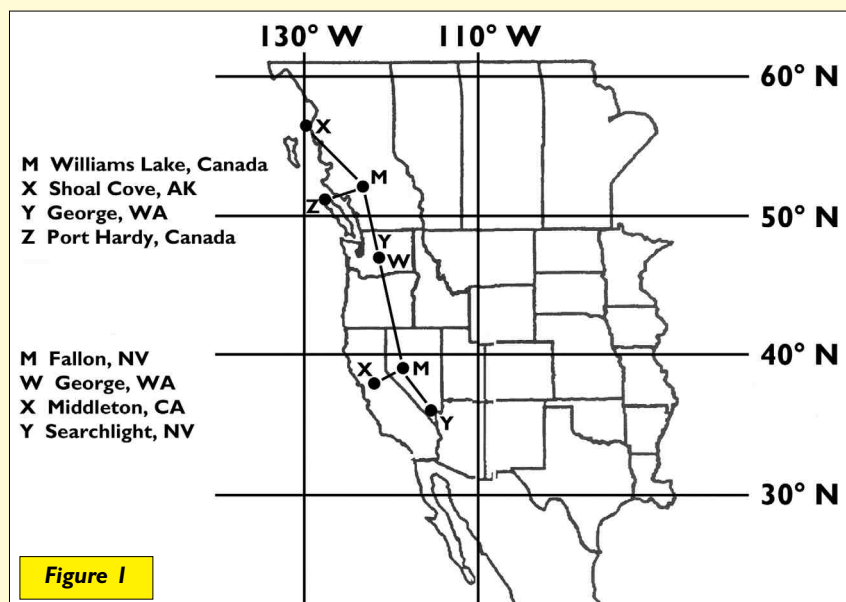 130° W 110° W
60° N
X
M Williams Lake, Canada
X Shoal Cove, AK
Y George, WA
Z Port Hardy, Canada
M
Z
50° N
Y
W
40° N
M Fallon, NV
W George, WA
X Middleton, CA
Y Searchlight, NV
X
M
Y
30° N
Figure 1